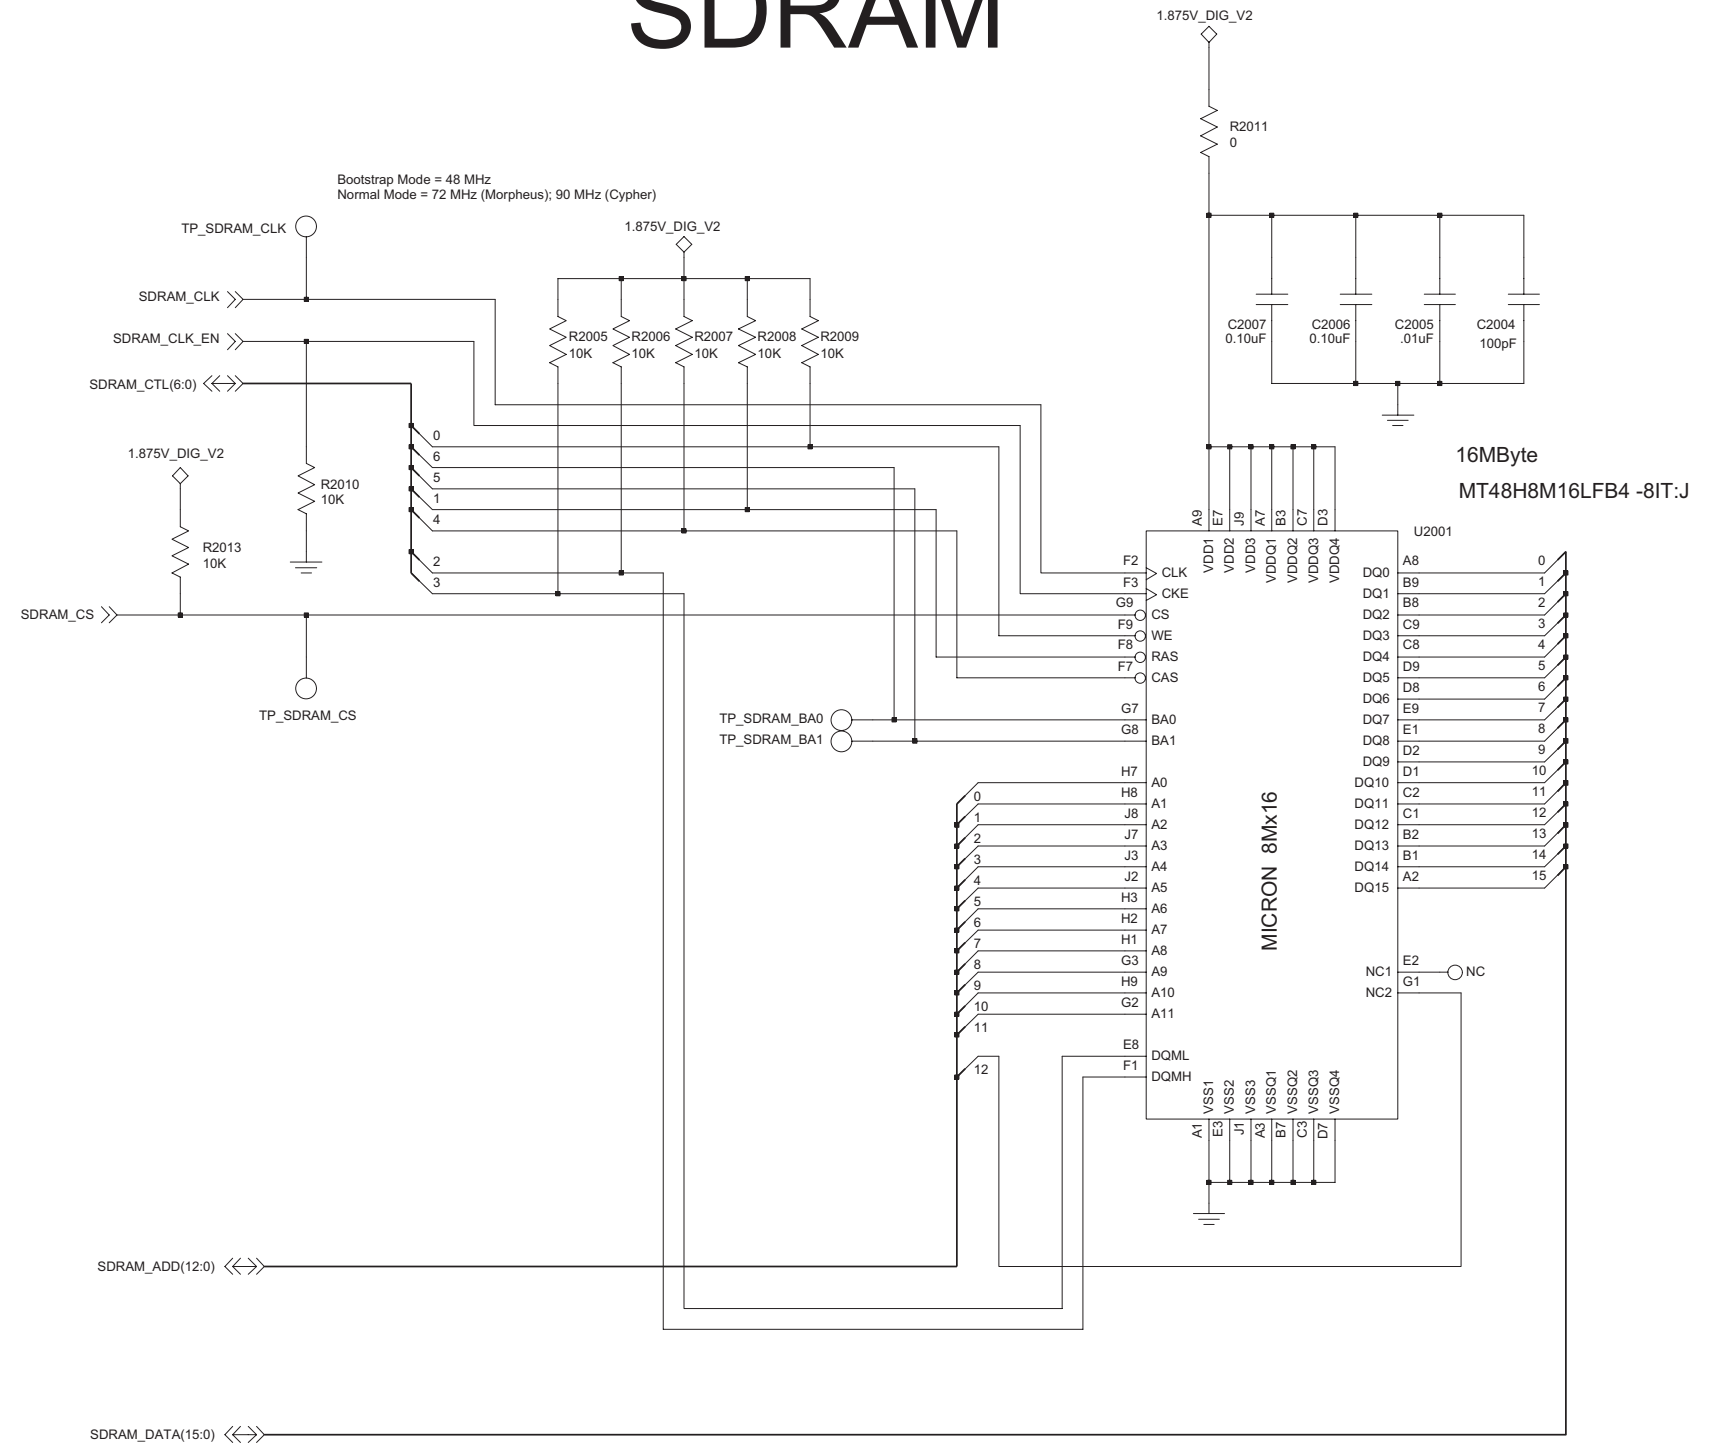 SDRAM
1.875V_DIG_V2
R2011
0
Bootstrap Mode = 48 MHz
Normal Mode = 72 MHz (Morpheus); 90 MHz (Cypher)
TP_SDRAM_CLK
1.875V_DIG_V2
SDRAM_CLK
SDRAM_CLK_EN
SDRAM_CTL(6:0)
R2005
10K
R2006
10K
R2007
10K
R2008
10K
R2009
10K
C2007
0.10uF
C2006
0.10uF
C2005
.01uF
C2004
100pF
0
6
5
1
4
2
3
1.875V_DIG_V2
R2010
10K
R2013
10K
SDRAM_CS
TP_SDRAM_CS
16MByte
MT48H8M16LFB4 -8IT:J
U2001
A9
E7
J9
A7
B3
C7
D3
VDD1
VDD2
VDD3
VDDQ1
VDDQ2
VDDQ3
VDDQ4
F2
CLK
F3
CKE
G9
CS
F9
WE
F8
RAS
F7
CAS
TP_SDRAM_BA0
G7
BA0
TP_SDRAM_BA1
G8
BA1
H7
A0
0
H8
A1
1
J8
A2
2
J7
A3
3
J3
A4
4
J2
A5
5
H3
A6
6
H2
A7
7
H1
A8
8
G3
A9
9
H9
A10
10
G2
A11
11
12
E8
DQML
F1
DQMH
MICRON 8Mx16
DQ0
A8
0
DQ1
B9
1
DQ2
B8
2
DQ3
C9
3
DQ4
C8
4
DQ5
D9
5
DQ6
D8
6
DQ7
E9
7
DQ8
E1
8
DQ9
D2
9
DQ10
D1
10
DQ11
C2
11
DQ12
C1
12
DQ13
B2
13
DQ14
B1
14
DQ15
A2
15
NC1
E2
NC
NC2
G1
VSS1
VSS2
VSS3
VSSQ1
VSSQ2
VSSQ3
VSSQ4
A1
E3
J1
A3
B7
C3
D7
SDRAM_ADD(12:0)
SDRAM_DATA(15:0)